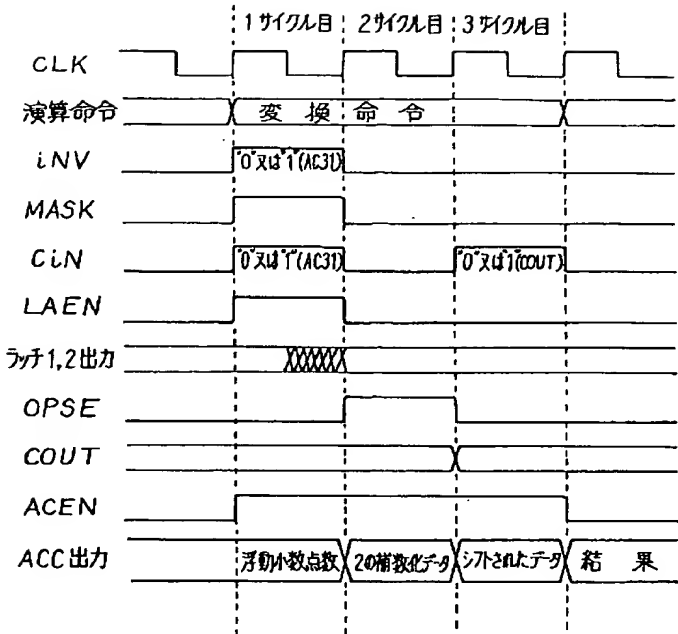 1サイクル目 2サイクル目 3サイクル目
CLK
演算命令 変換命令
iNV "0"又は"1"(AC31)
MASK
CiN "0"又は"1"(AC31) "0"又は"1"(COUT)
LAEN
ラッチ1,2出力
OPSE
COUT
ACEN
ACC出力 浮動小数点数 2の補数化データ シフトされたデータ 結果